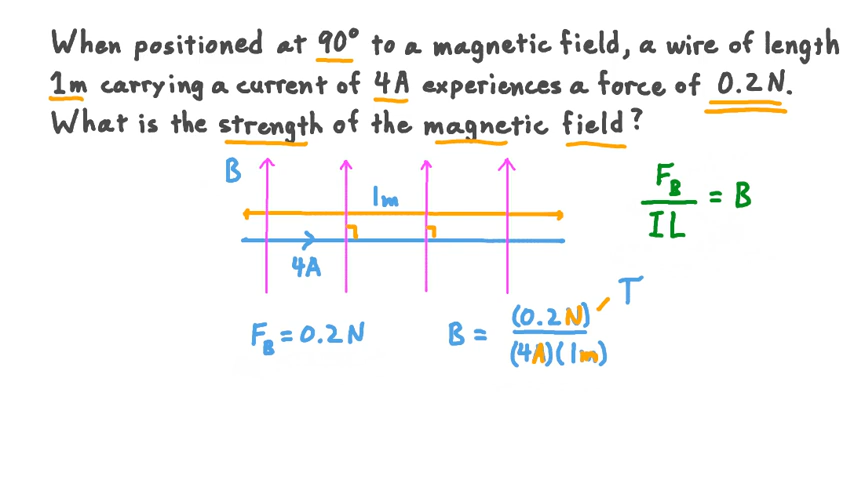 When positioned at 90° to a magnetic field, a wire of length
1m carrying a current of 4A experiences a force of 0.2N.
What is the strength of the magnetic field?
B
1m
4A
F_B/IL = B
F_B = 0.2N
B = (0.2N)/(4A)(1m)
T